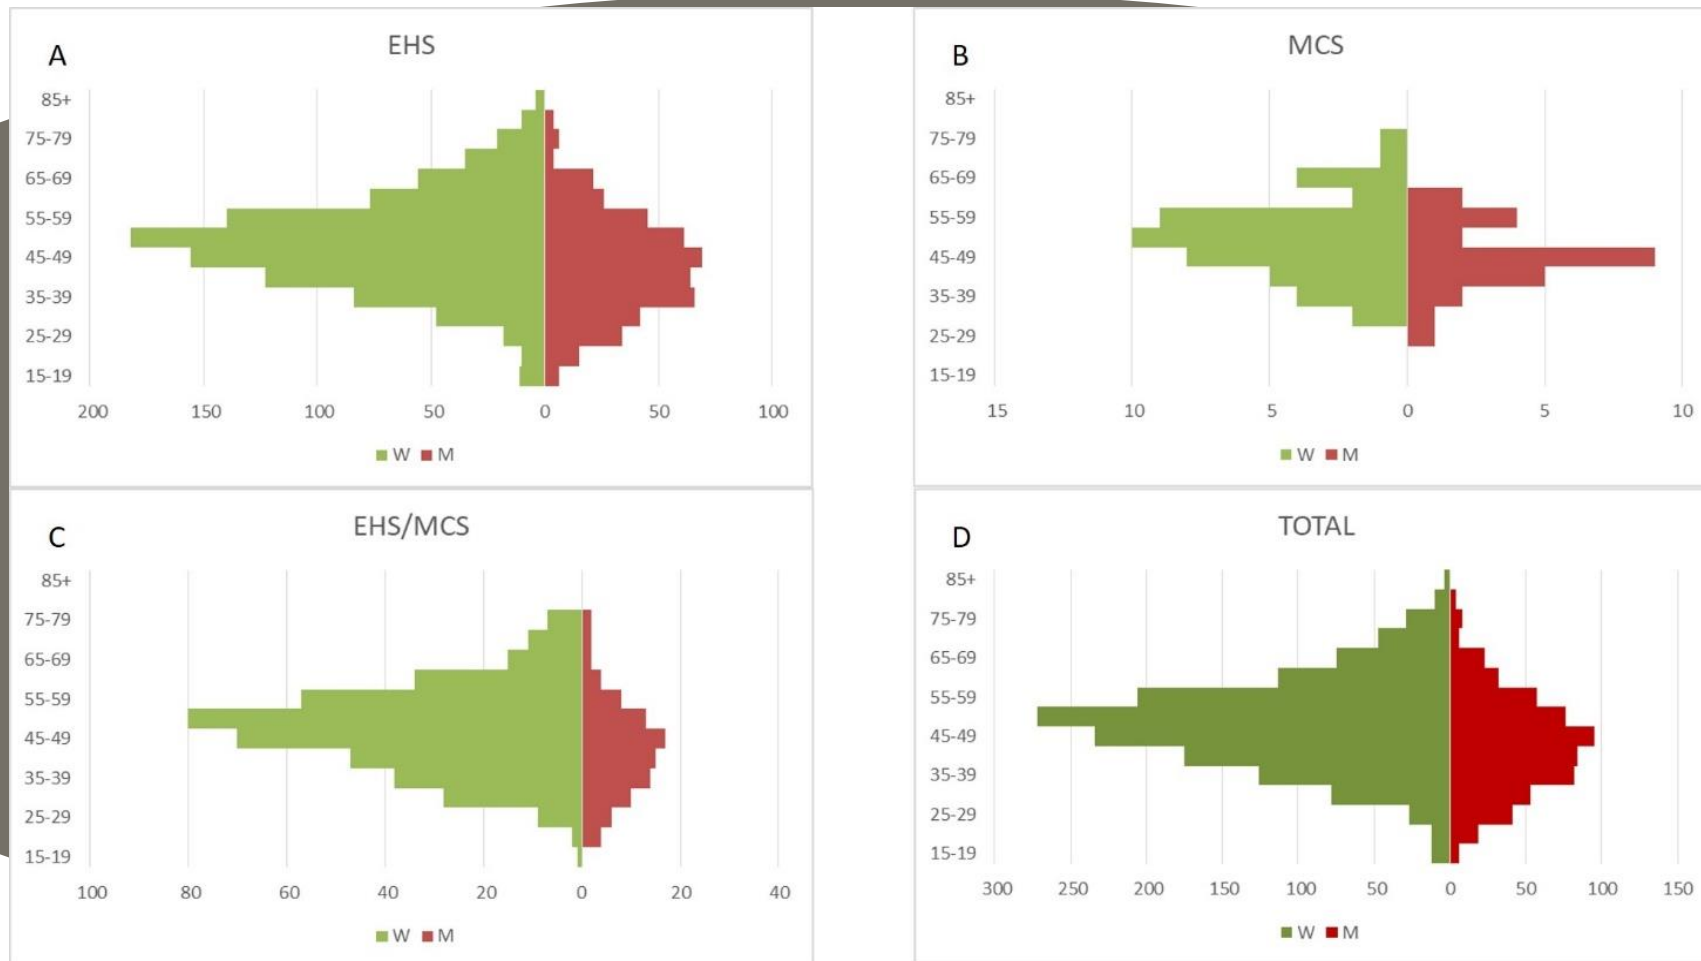 A
EHS
85+
75-79
65-69
55-59
45-49
35-39
25-29
15-19
200 150 100 50 0 50 100
W M
B
MCS
85+
75-79
65-69
55-59
45-49
35-39
25-29
15-19
15 10 5 0 5 10
W M
C
EHS/MCS
85+
75-79
65-69
55-59
45-49
35-39
25-29
15-19
100 80 60 40 20 0 20 40
W M
D
TOTAL
85+
75-79
65-69
55-59
45-49
35-39
25-29
15-19
300 250 200 150 100 50 0 50 100 150
W M